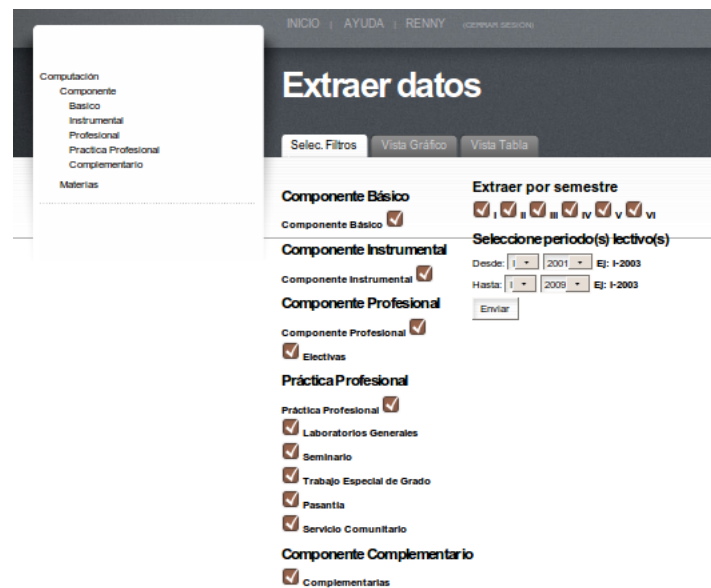 INICIO | AYUDA | RENNY (CERRAR SESION)
Computación
Componente
Basico
Instrumental
Profesional
Practica Profesional
Complementario
Materias
Extraer datos
Selec. Filtros Vista Gráfico Vista Tabla
Componente Básico
Componente Básico
Componente Instrumental
Componente Instrumental
Componente Profesional
Componente Profesional
Electivas
Práctica Profesional
Práctica Profesional
Laboratorios Generales
Seminario
Trabajo Especial de Grado
Pasantía
Servicio Comunitario
Componente Complementario
Complementarias
Extraer por semestre
I II III IV V VI
Seleccione periodo(s) lectivo(s)
Desde: I 2001 Ej: I-2003
Hasta: I 2009 Ej: I-2003
Enviar